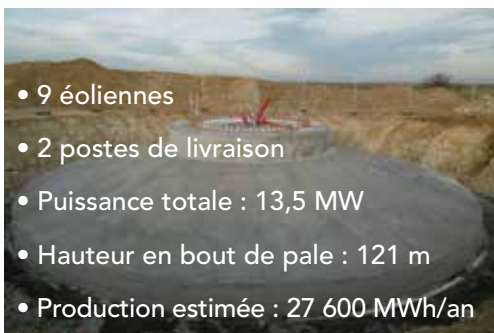 • 9 éoliennes
• 2 postes de livraison
• Puissance totale : 13,5 MW
• Hauteur en bout de pale : 121 m
• Production estimée : 27 600 MWh/an